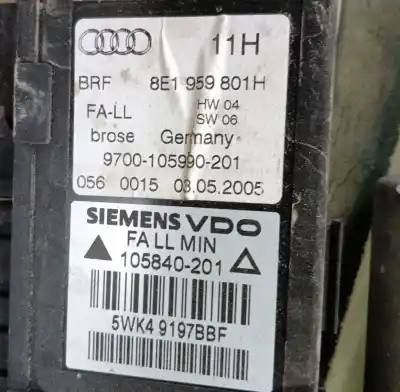 11H
BRF 8E1 959 801H
FA-LL HW 04
SW 06
brose Germany
9700-105990-201
056 0015 03.05.2005
SIEMENS VDO
FA LL MIN
105840-201
5WK4 9197BBF